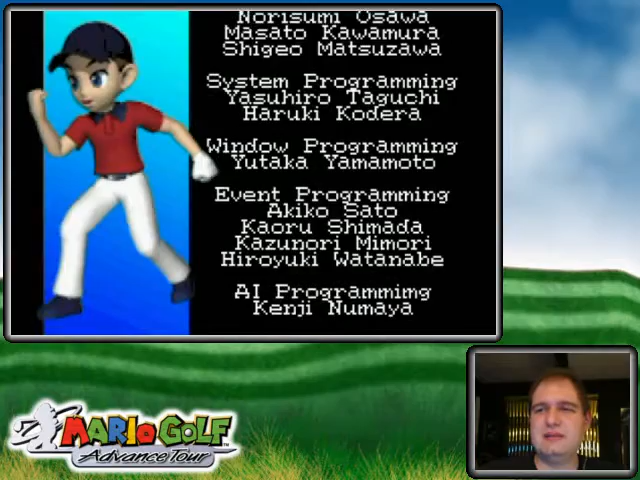 Norisumi Osawa
Masato Kawamura
Shigeo Matsuzawa
System Programming
Yasuhiro Taguchi
Haruki Kodera
Window Programming
Yutaka Yamamoto
Event Programming
Akiko Sato
Kaoru Shimada
Kazunori Mimori
Hiroyuki Watanabe
AI Programmimg
Kenji Numaya
MARIO GOLF
Advance Tour